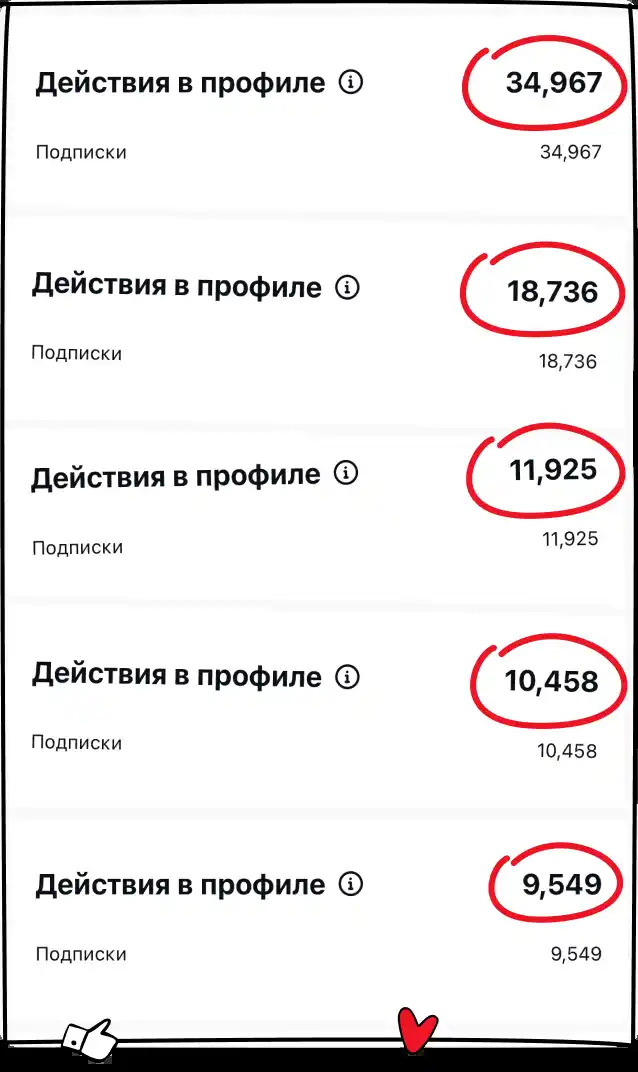 Действия в профиле 34,967
Подписки 34,967
Действия в профиле 18,736
Подписки 18,736
Действия в профиле 11,925
Подписки 11,925
Действия в профиле 10,458
Подписки 10,458
Действия в профиле 9,549
Подписки 9,549